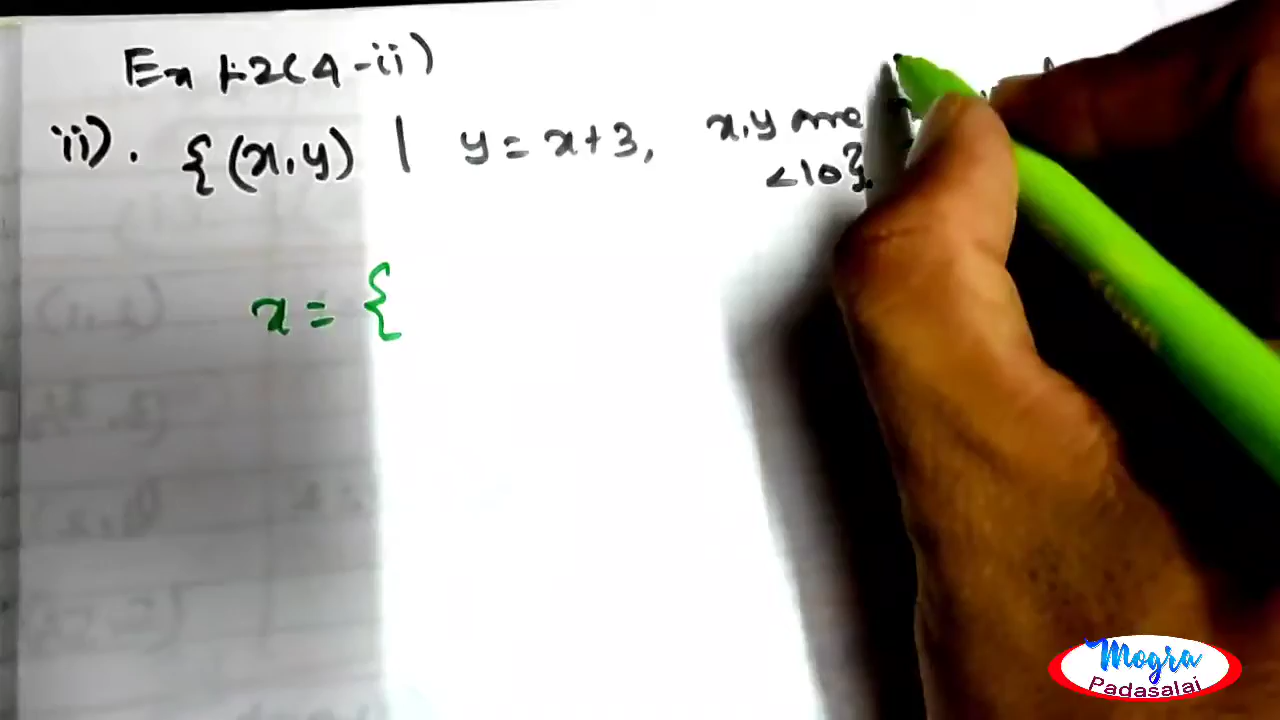 Ex 1.2(4-ii)
ii). {(x,y) | y = x+3, x,y are
<10}.
x = {
Mogra
Padasalai